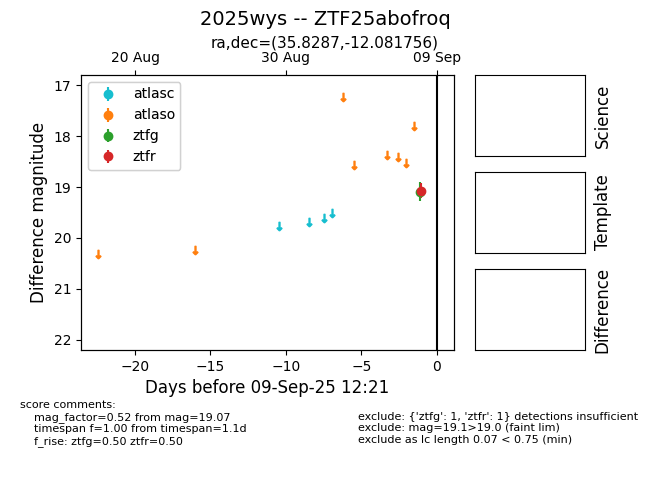 2025wys -- ZTF25abofroq
ra,dec=(35.8287,-12.081756)
20 Aug
30 Aug
09 Sep
atlasc
atlaso
ztfg
ztfr
17
18
19
20
21
22
Difference magnitude
−20
−15
−10
−5
0
Days before 09-Sep-25 12:21
Science
Template
Difference
score comments:
mag_factor=0.52 from mag=19.07
timespan f=1.00 from timespan=1.1d
f_rise: ztfg=0.50 ztfr=0.50
exclude: {'ztfg': 1, 'ztfr': 1} detections insufficient
exclude: mag=19.1>19.0 (faint lim)
exclude as lc length 0.07 < 0.75 (min)